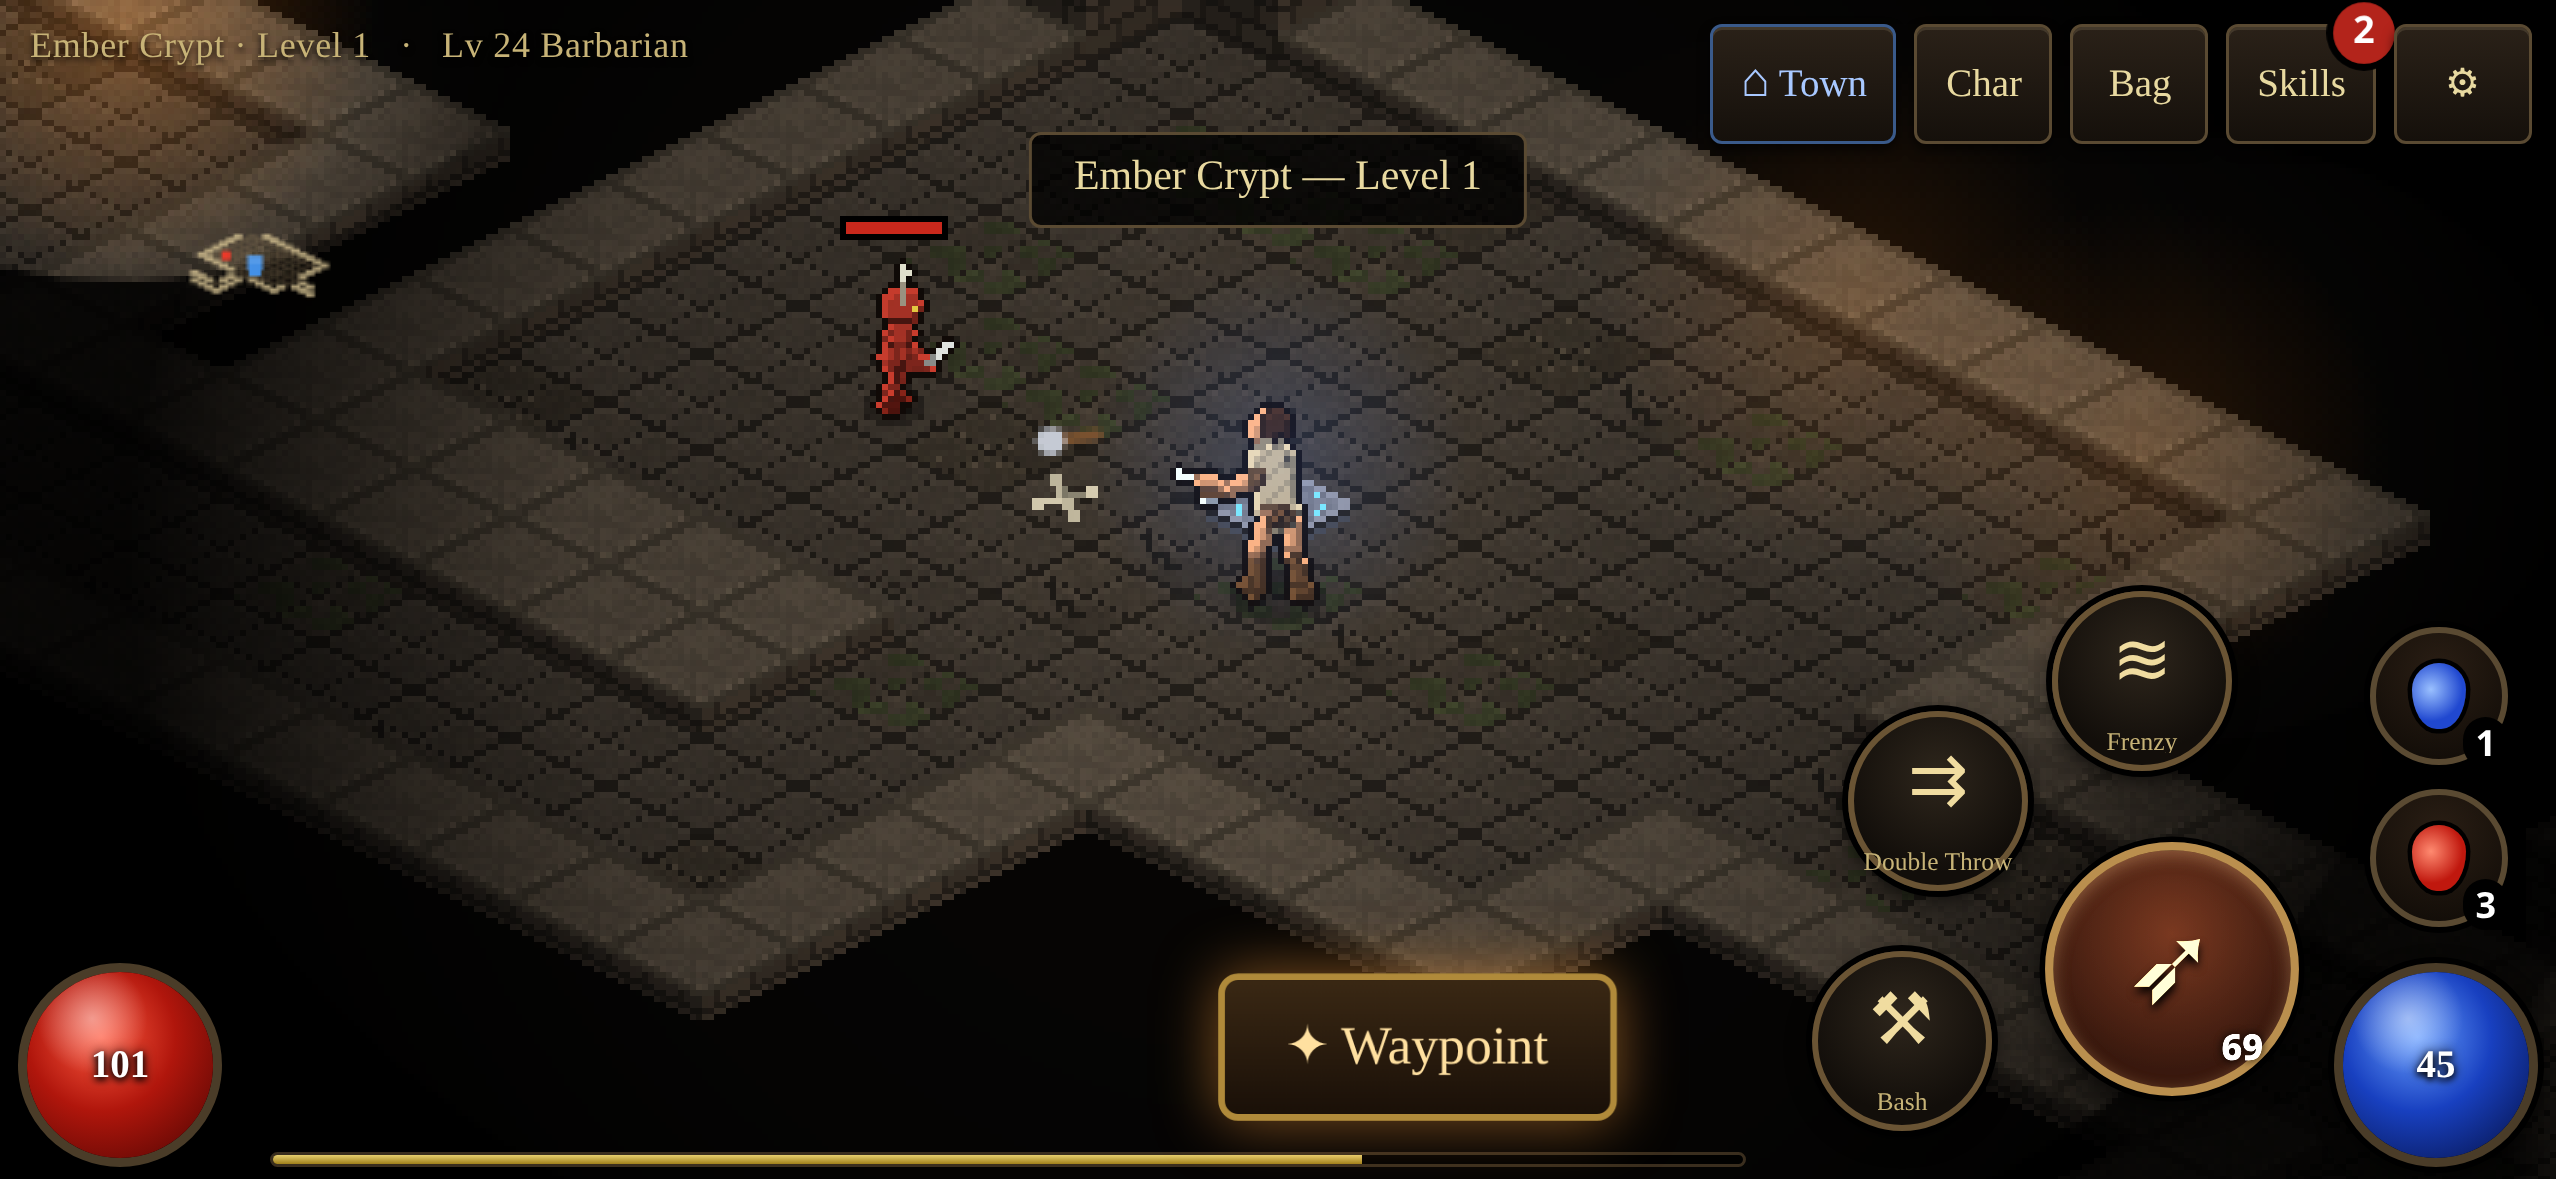 Ember Crypt · Level 1 · Lv 24 Barbarian
⌂ Town
Char
Bag
Skills
2
⚙
Ember Crypt — Level 1
Frenzy
Double Throw
Bash
1
3
69
✦ Waypoint
101
45